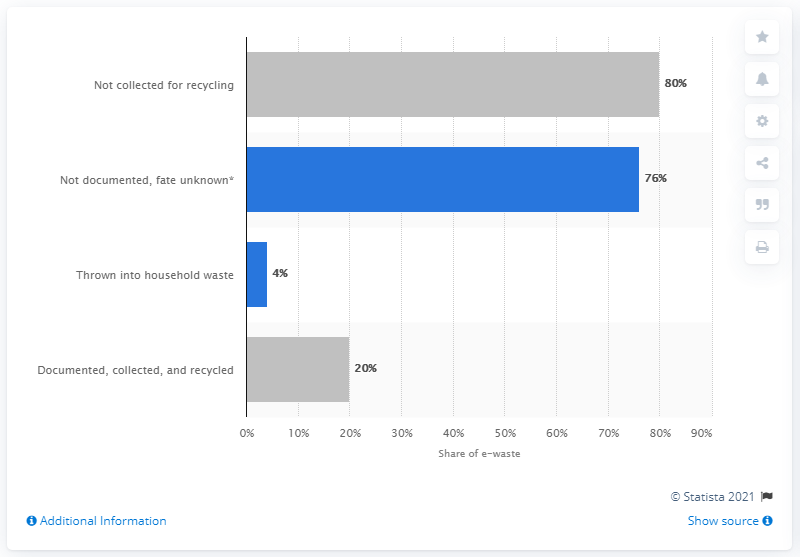 Not collected for recycling
80%
Not documented, fate unknown*
76%
Thrown into household waste
4%
Documented, collected, and recycled
20%
0% 10% 20% 30% 40% 50% 60% 70% 80% 90%
Share of e-waste
© Statista 2021
Additional Information
Show source